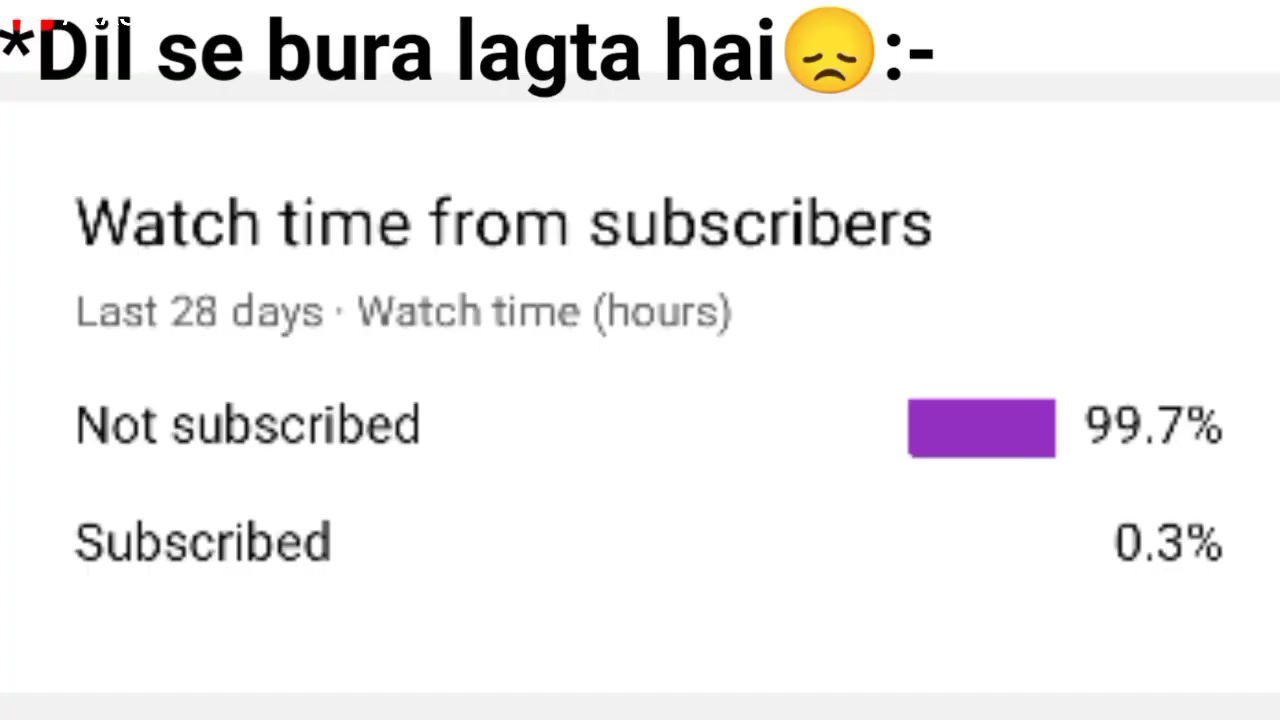 *Dil se bura lagta hai😞:-
Watch time from subscribers
Last 28 days · Watch time (hours)
Not subscribed 99.7%
Subscribed 0.3%